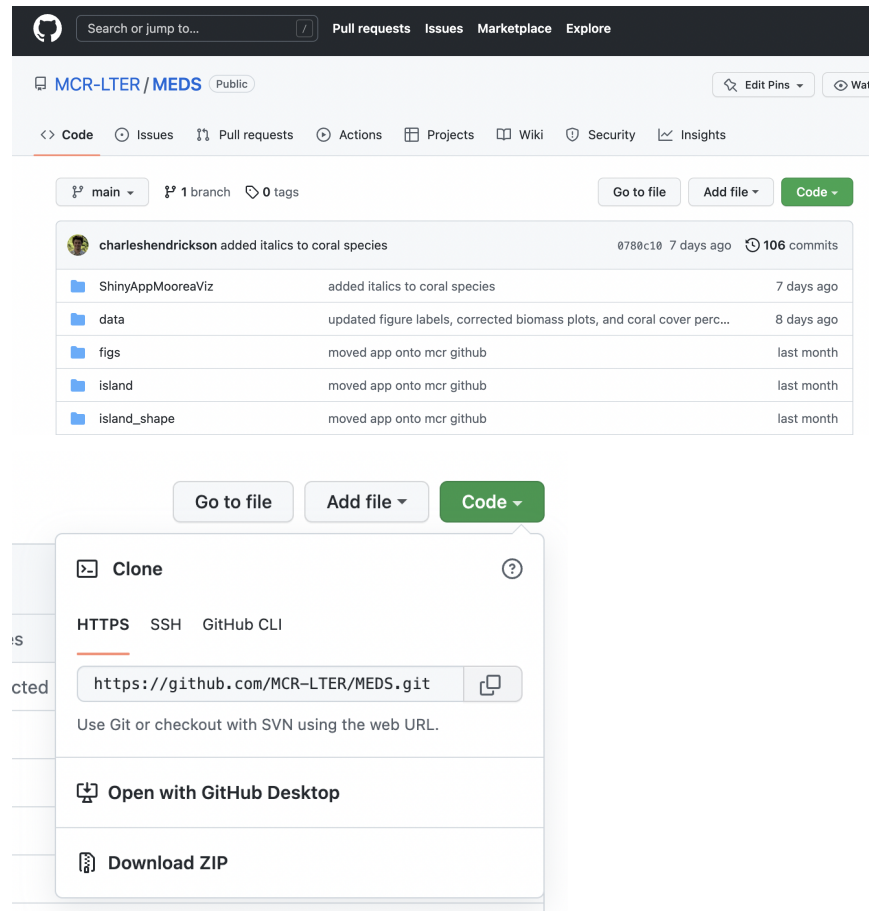 Search or jump to... / Pull requests Issues Marketplace Explore
MCR-LTER / MEDS Public Edit Pins
Code Issues Pull requests Actions Projects Wiki Security Insights
main 1 branch 0 tags Go to file Add file Code
charleshendrickson added italics to coral species 0780c10 7 days ago 106 commits
ShinyAppMooreaViz added italics to coral species 7 days ago
data updated figure labels, corrected biomass plots, and coral cover perc... 8 days ago
figs moved app onto mcr github last month
island moved app onto mcr github last month
island_shape moved app onto mcr github last month
Go to file Add file Code
Clone ?
HTTPS SSH GitHub CLI
https://github.com/MCR-LTER/MEDS.git
Use Git or checkout with SVN using the web URL.
Open with GitHub Desktop
Download ZIP